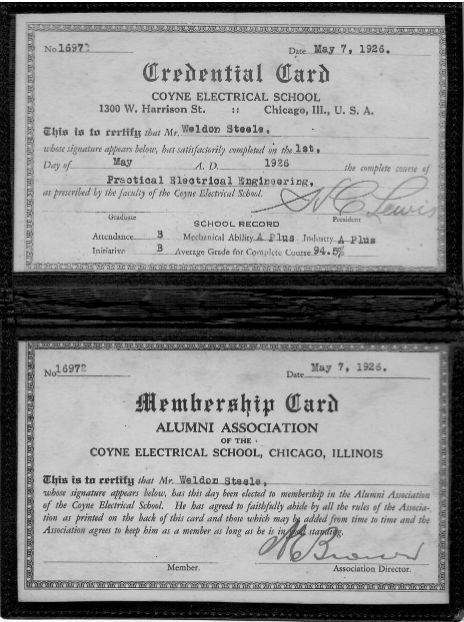 No. 16972 Date May 7, 1926.
Credential Card
COYNE ELECTRICAL SCHOOL
1300 W. Harrison St. :: Chicago, Ill., U. S. A.
This is to certify that Mr. Weldon Steele,
whose signature appears below, has satisfactorily completed on the 1st,
Day of May A. D. 1926 the complete course of
Practical Electrical Engineering,
as prescribed by the faculty of the Coyne Electrical School.
H C Lewis
Graduate President
SCHOOL RECORD
Attendance B Mechanical Ability A Plus Industry A Plus
Initiative B Average Grade for Complete Course 94.5%
No. 16972 Date May 7, 1926.
Membership Card
ALUMNI ASSOCIATION
OF THE
COYNE ELECTRICAL SCHOOL, CHICAGO, ILLINOIS
This is to certify that Mr. Weldon Steele,
whose signature appears below, has this day been elected to membership in the Alumni Association
of the Coyne Electrical School. He has agreed to faithfully abide by all the rules of the Associa-
tion as printed on the back of this card and those which may be added from time to time and the
Association agrees to keep him as a member as long as he is in good standing.
Member. Association Director.